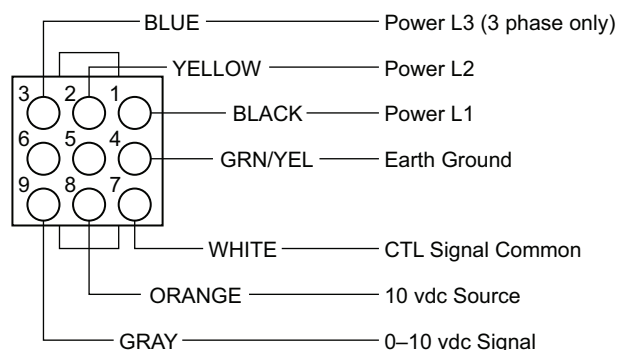 BLUE Power L3 (3 phase only)
YELLOW Power L2
3 2 1
BLACK Power L1
6 5 4
GRN/YEL Earth Ground
9 8 7
WHITE CTL Signal Common
ORANGE 10 vdc Source
GRAY 0–10 vdc Signal